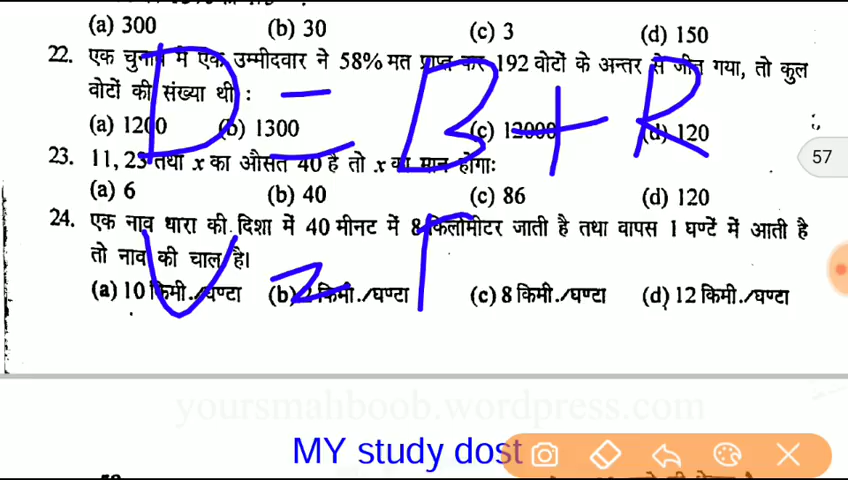 (a) 300 (b) 30 (c) 3 (d) 150
22. एक चुनाव में एक उम्मीदवार ने 58% मत प्राप्त कर 192 वोटों के अन्तर से जीत गया, तो कुल
वोटों की संख्या थी :
(a) 1200 (b) 1300 (c) 12000 (d) 120
23. 11, 23 तथा x का औसत 40 है तो x का मान होगाः
(a) 6 (b) 40 (c) 86 (d) 120
24. एक नाव धारा की दिशा में 40 मीनट में 8 किलोमीटर जाती है तथा वापस 1 घण्टें में आती है
तो नाव की चाल है।
(a) 10 किमी./घण्टा (b) 2 किमी./घण्टा (c) 8 किमी./घण्टा (d) 12 किमी./घण्टा
D = B + R
57
yoursmahboob.wordpress.com
MY study dost